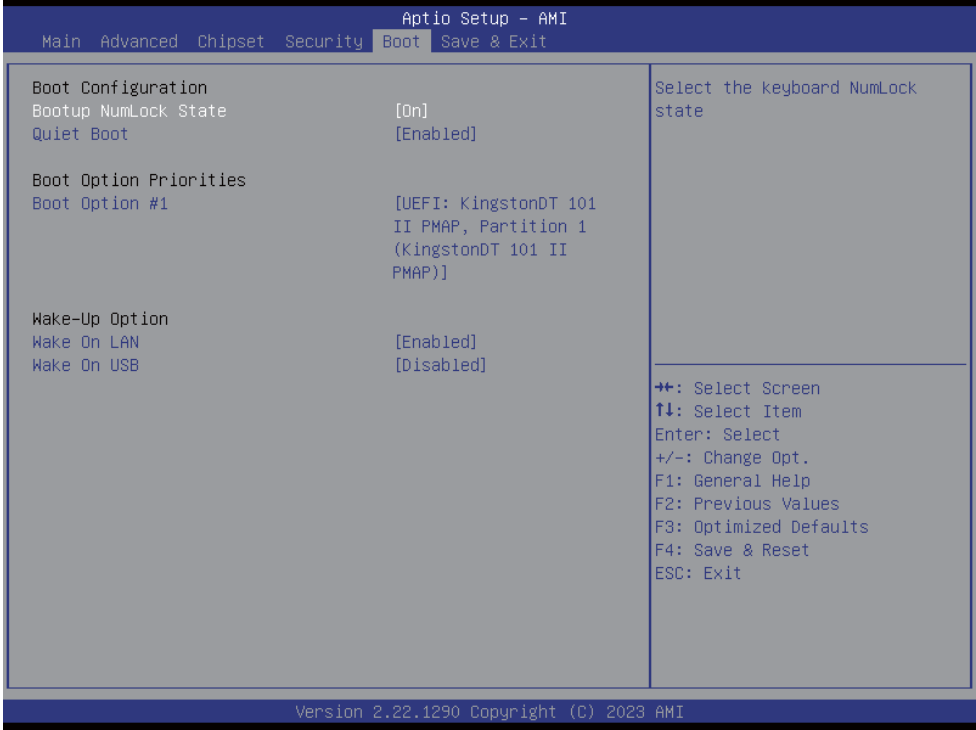 Aptio Setup – AMI
Main Advanced Chipset Security Boot Save & Exit
Boot Configuration
Bootup NumLock State [On]
Quiet Boot [Enabled]
Boot Option Priorities
Boot Option #1 [UEFI: KingstonDT 101
II PMAP, Partition 1
(KingstonDT 101 II
PMAP)]
Wake-Up Option
Wake On LAN [Enabled]
Wake On USB [Disabled]
Select the keyboard NumLock
state
→←: Select Screen
↑↓: Select Item
Enter: Select
+/-: Change Opt.
F1: General Help
F2: Previous Values
F3: Optimized Defaults
F4: Save & Reset
ESC: Exit
Version 2.22.1290 Copyright (C) 2023 AMI